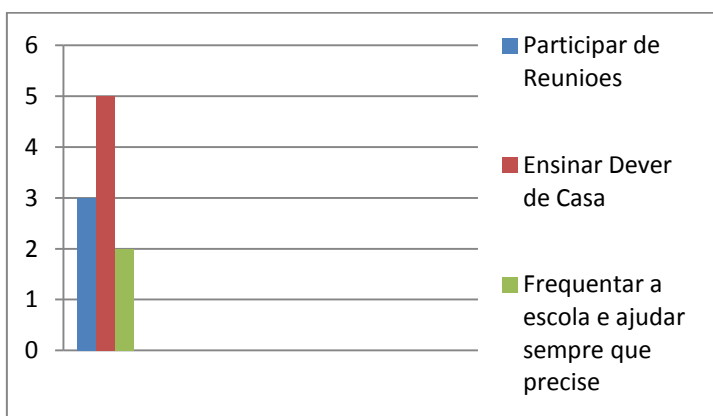 6
5
4
3
2
1
0
Participar de
Reunioes
Ensinar Dever
de Casa
Frequentar a
escola e ajudar
sempre que
precise